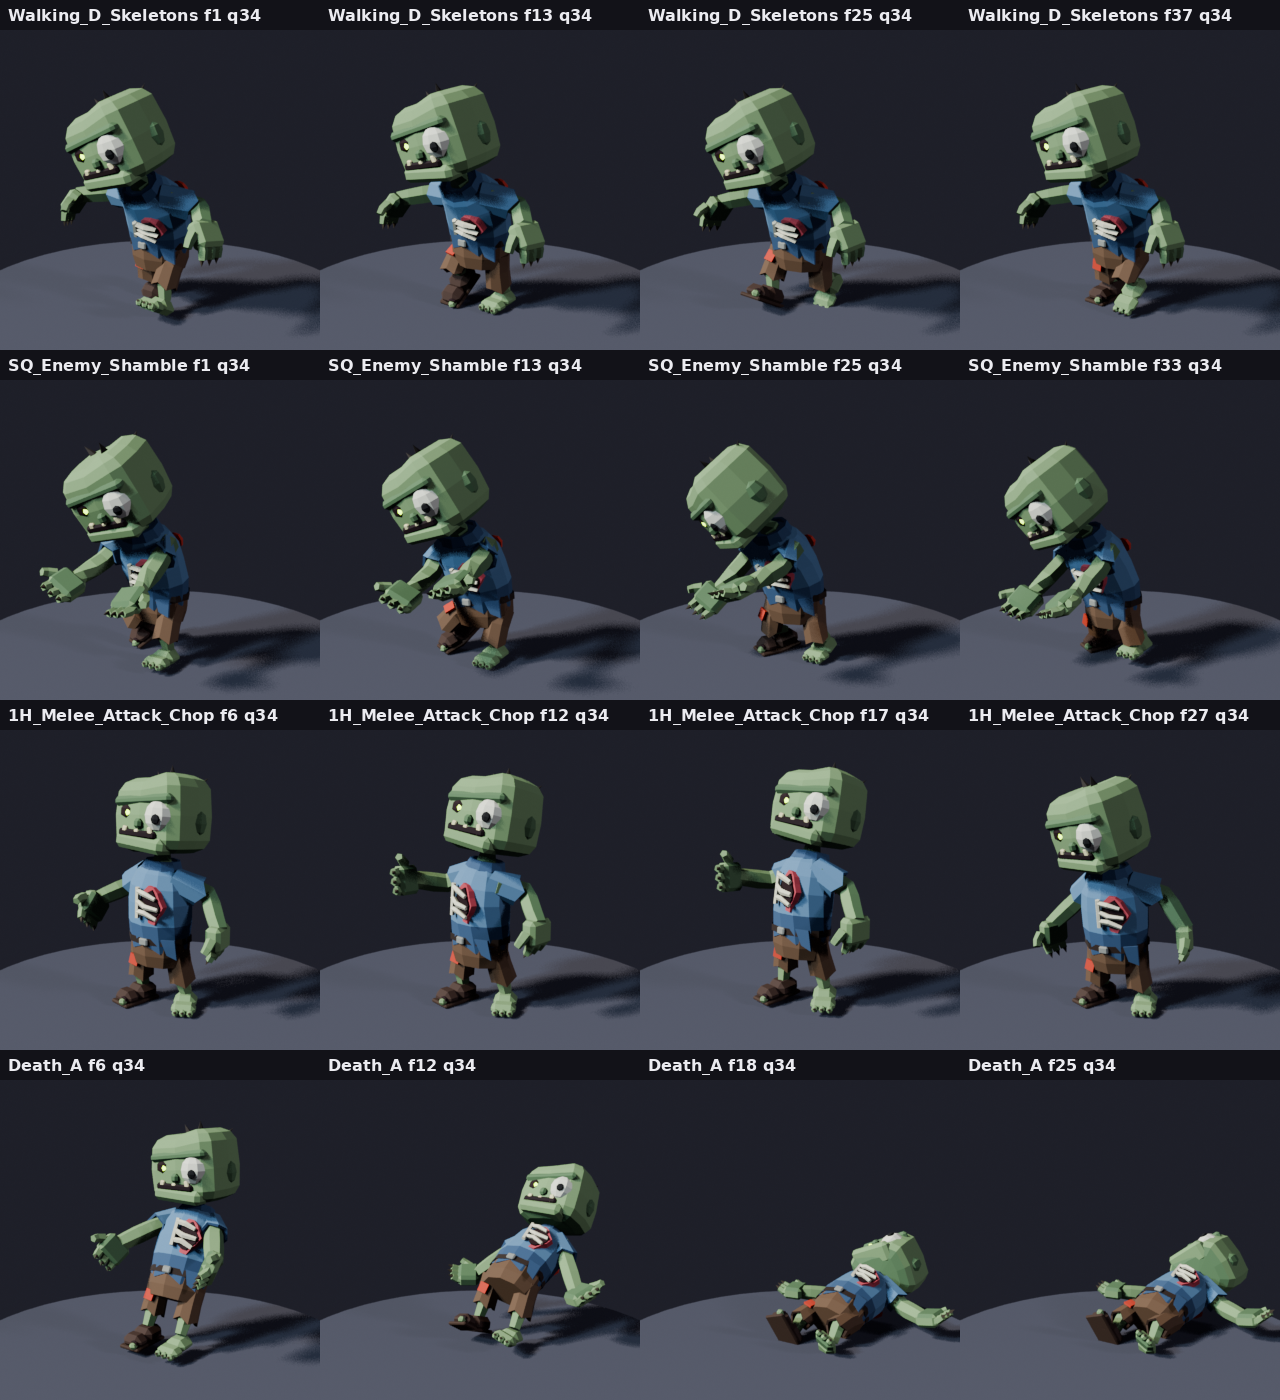 Walking_D_Skeletons f1 q34
Walking_D_Skeletons f13 q34
Walking_D_Skeletons f25 q34
Walking_D_Skeletons f37 q34
SQ_Enemy_Shamble f1 q34
SQ_Enemy_Shamble f13 q34
SQ_Enemy_Shamble f25 q34
SQ_Enemy_Shamble f33 q34
1H_Melee_Attack_Chop f6 q34
1H_Melee_Attack_Chop f12 q34
1H_Melee_Attack_Chop f17 q34
1H_Melee_Attack_Chop f27 q34
Death_A f6 q34
Death_A f12 q34
Death_A f18 q34
Death_A f25 q34